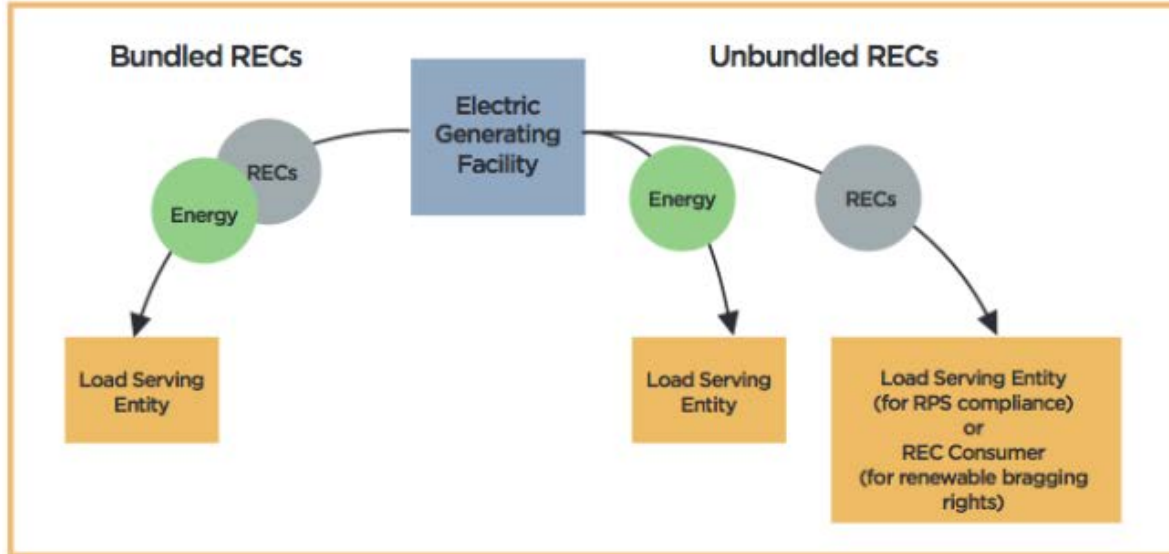 Bundled RECs
Unbundled RECs
Electric
Generating
Facility
RECs
Energy
Energy
RECs
Load Serving
Entity
Load Serving
Entity
Load Serving Entity
(for RPS compliance)
or
REC Consumer
(for renewable bragging
rights)